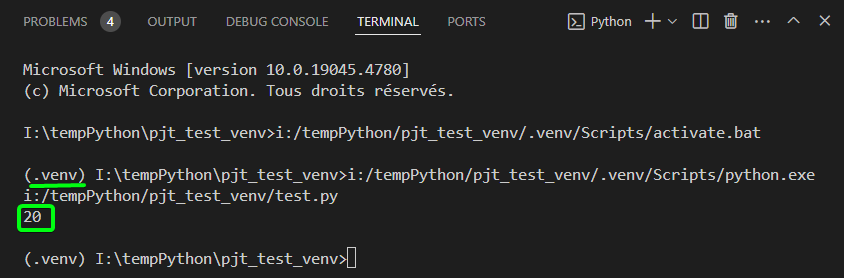 PROBLEMS 4 OUTPUT DEBUG CONSOLE TERMINAL PORTS Python
Microsoft Windows [version 10.0.19045.4780]
(c) Microsoft Corporation. Tous droits réservés.
I:\tempPython\pjt_test_venv>i:/tempPython/pjt_test_venv/.venv/Scripts/activate.bat
(.venv) I:\tempPython\pjt_test_venv>i:/tempPython/pjt_test_venv/.venv/Scripts/python.exe
i:/tempPython/pjt_test_venv/test.py
20
(.venv) I:\tempPython\pjt_test_venv>